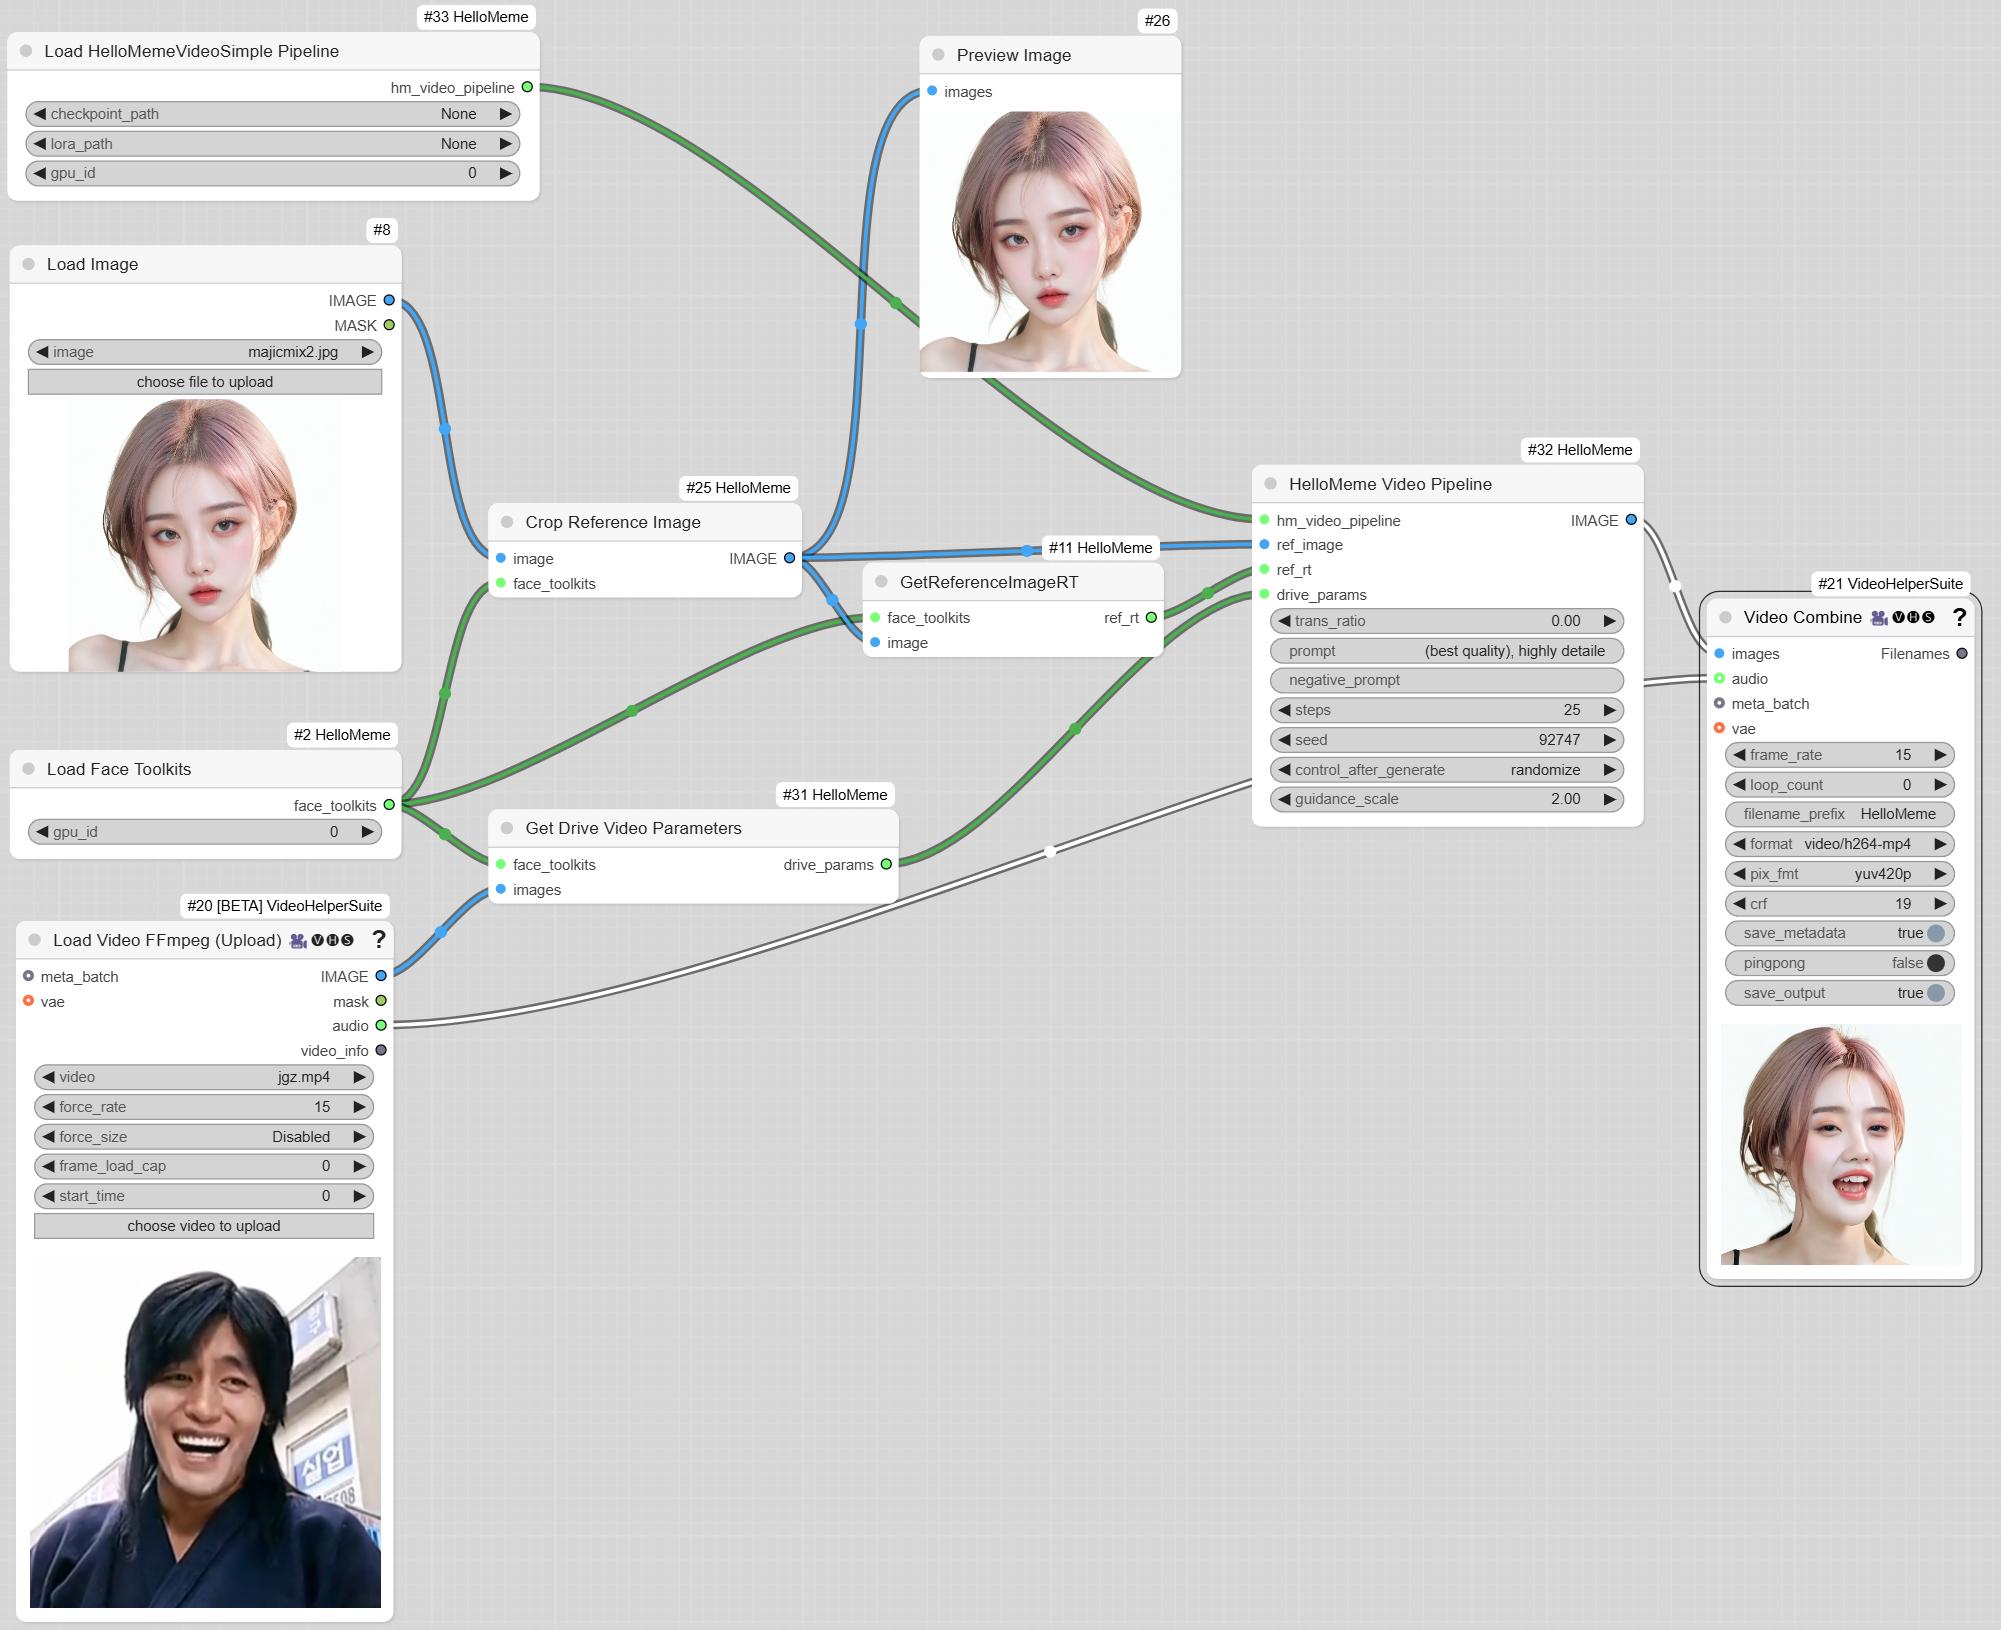 #33 HelloMeme
Load HelloMemeVideoSimple Pipeline
hm_video_pipeline
checkpoint_path None
lora_path None
gpu_id 0
#8
Load Image
IMAGE
MASK
image majicmix2.jpg
choose file to upload
#2 HelloMeme
Load Face Toolkits
face_toolkits
gpu_id 0
#20 [BETA] VideoHelperSuite
Load Video FFmpeg (Upload) 🎥🅥🅗🅢 ?
meta_batch IMAGE
vae mask
audio
video_info
video jgz.mp4
force_rate 15
force_size Disabled
frame_load_cap 0
start_time 0
choose video to upload
실업
#25 HelloMeme
Crop Reference Image
image IMAGE
face_toolkits
#31 HelloMeme
Get Drive Video Parameters
face_toolkits drive_params
images
#26
Preview Image
images
#11 HelloMeme
GetReferenceImageRT
face_toolkits ref_rt
image
#32 HelloMeme
HelloMeme Video Pipeline
hm_video_pipeline IMAGE
ref_image
ref_rt
drive_params
trans_ratio 0.00
prompt (best quality), highly detaile
negative_prompt
steps 25
seed 92747
control_after_generate randomize
guidance_scale 2.00
#21 VideoHelperSuite
Video Combine 🎥🅥🅗🅢 ?
images Filenames
audio
meta_batch
vae
frame_rate 15
loop_count 0
filename_prefix HelloMeme
format video/h264-mp4
pix_fmt yuv420p
crf 19
save_metadata true
pingpong false
save_output true